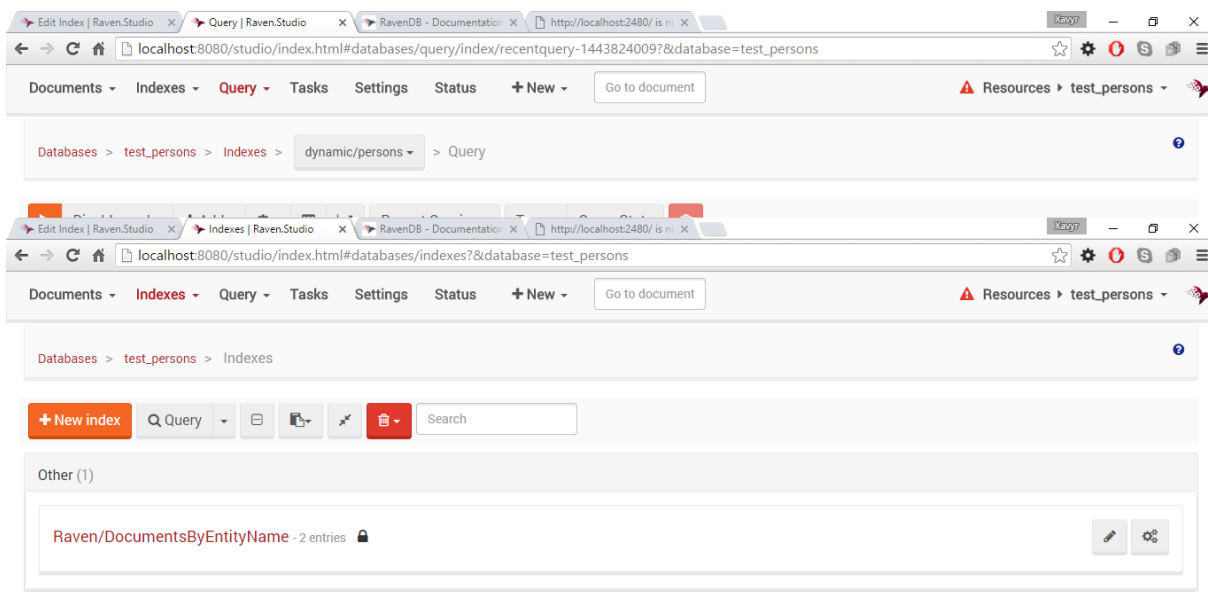 Edit Index | Raven.Studio Query | Raven.Studio RavenDB - Documentation http://localhost:2480/ is ni Xavyr
localhost:8080/studio/index.html#databases/query/index/recentquery-1443824009?&database=test_persons
Documents Indexes Query Tasks Settings Status + New Go to document Resources test_persons
Databases > test_persons > Indexes > dynamic/persons > Query
Edit Index | Raven.Studio Indexes | Raven.Studio RavenDB - Documentation http://localhost:2480/ is ni Xavyr
localhost:8080/studio/index.html#databases/indexes?&database=test_persons
Documents Indexes Query Tasks Settings Status + New Go to document Resources test_persons
Databases > test_persons > Indexes
+ New index Query Search
Other (1)
Raven/DocumentsByEntityName - 2 entries